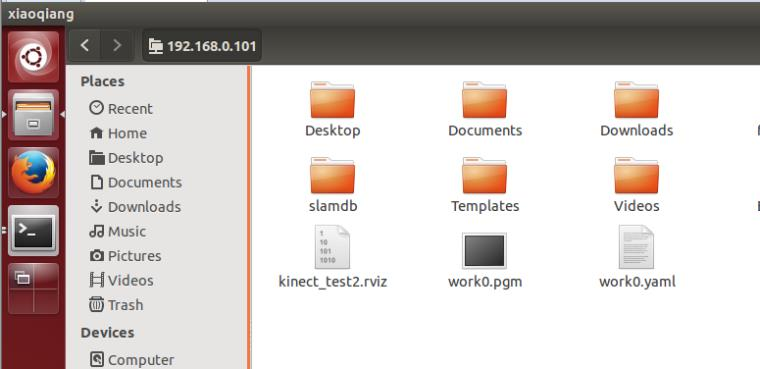 xiaoqiang
192.168.0.101
Places
Recent
Home
Desktop
Documents
Downloads
Music
Pictures
Videos
Trash
Devices
Computer
Desktop
Documents
Downloads
slamdb
Templates
Videos
1
10
101
1010
kinect_test2.rviz
work0.pgm
work0.yaml